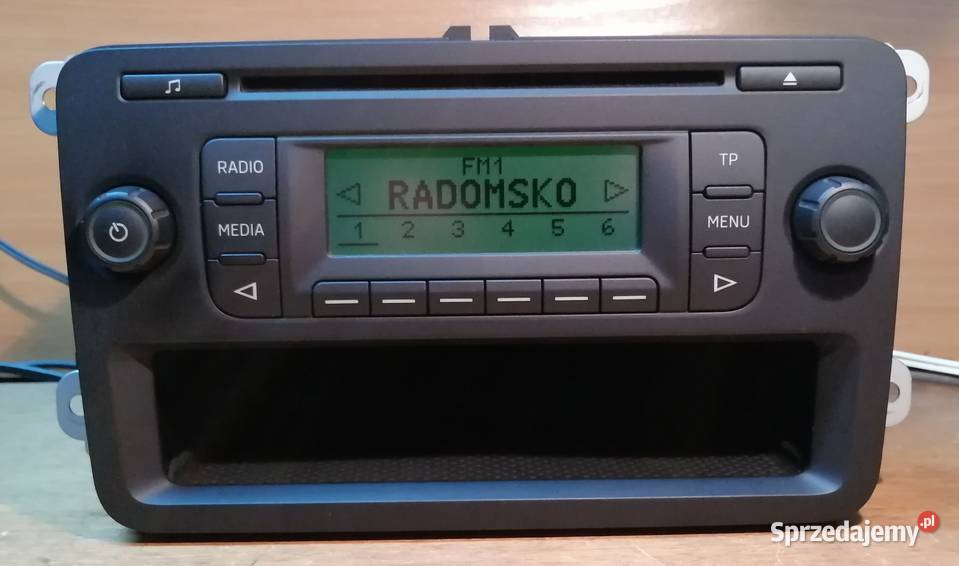 RADIO
MEDIA
FM1
RADOMSKO
1 2 3 4 5 6
TP
MENU
Sprzedajemy.pl